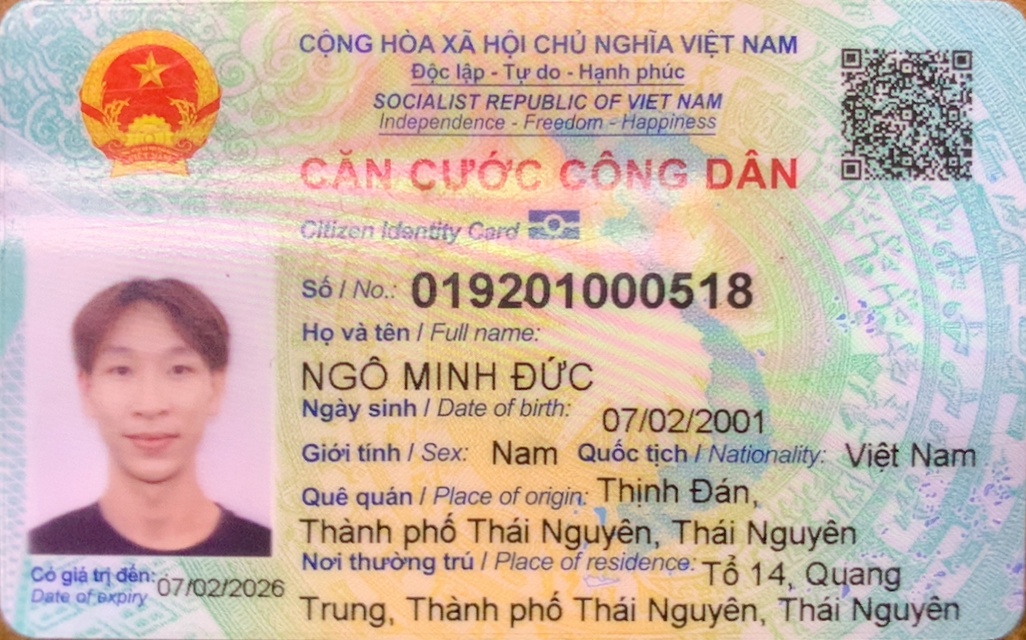 CỘNG HÒA XÃ HỘI CHỦ NGHĨA VIỆT NAM
Độc lập - Tự do - Hạnh phúc
SOCIALIST REPUBLIC OF VIET NAM
Independence - Freedom - Happiness
CĂN CƯỚC CÔNG DÂN
Citizen Identity Card
Số / No.: 019201000518
Họ và tên / Full name:
NGÔ MINH ĐỨC
Ngày sinh / Date of birth: 07/02/2001
Giới tính / Sex: Nam Quốc tịch / Nationality: Việt Nam
Quê quán / Place of origin: Thịnh Đán,
Thành phố Thái Nguyên, Thái Nguyên
Nơi thường trú / Place of residence: Tổ 14, Quang
Trung, Thành phố Thái Nguyên, Thái Nguyên
Có giá trị đến: 07/02/2026
Date of expiry